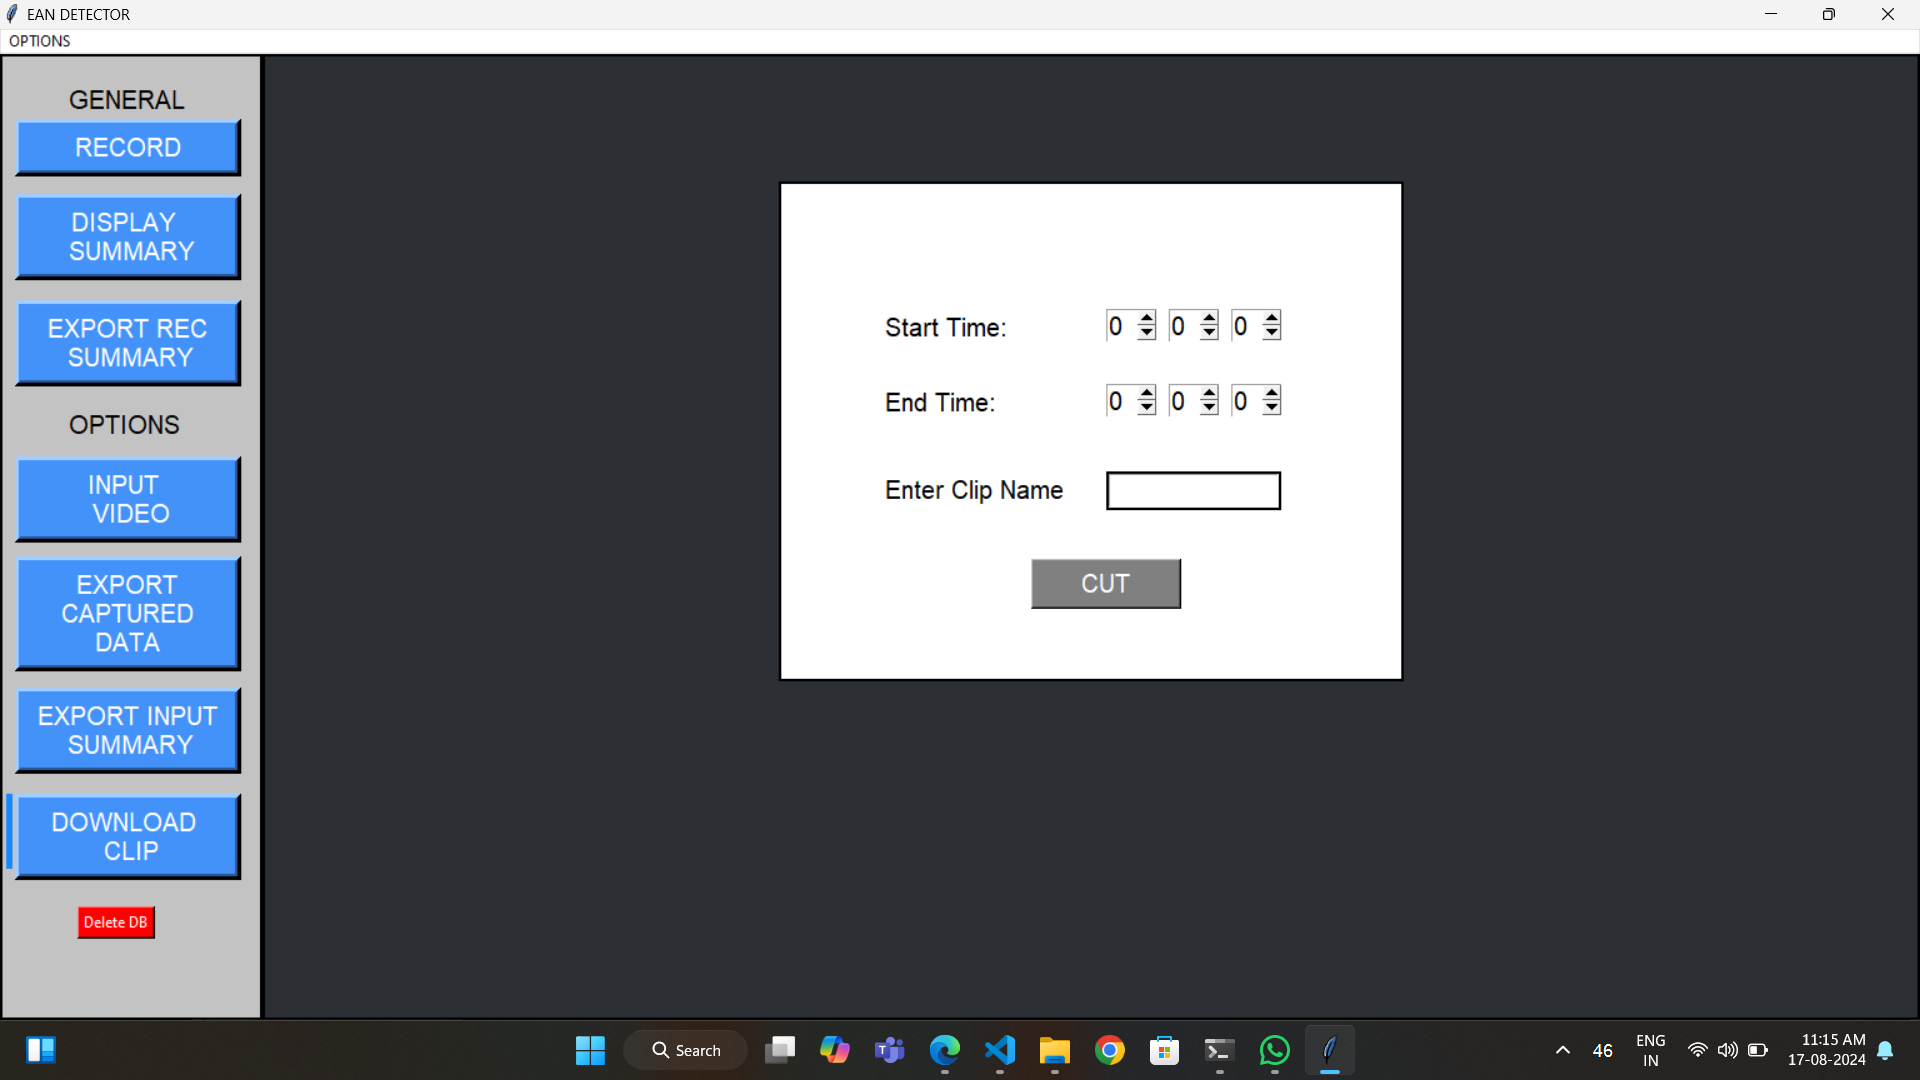 EAN DETECTOR
OPTIONS
GENERAL
RECORD
DISPLAY
SUMMARY
EXPORT REC
SUMMARY
OPTIONS
INPUT
VIDEO
EXPORT
CAPTURED
DATA
EXPORT INPUT
SUMMARY
DOWNLOAD
CLIP
Delete DB
Start Time: 0 0 0
End Time: 0 0 0
Enter Clip Name
CUT
Search
46
ENG
IN
11:15 AM
17-08-2024